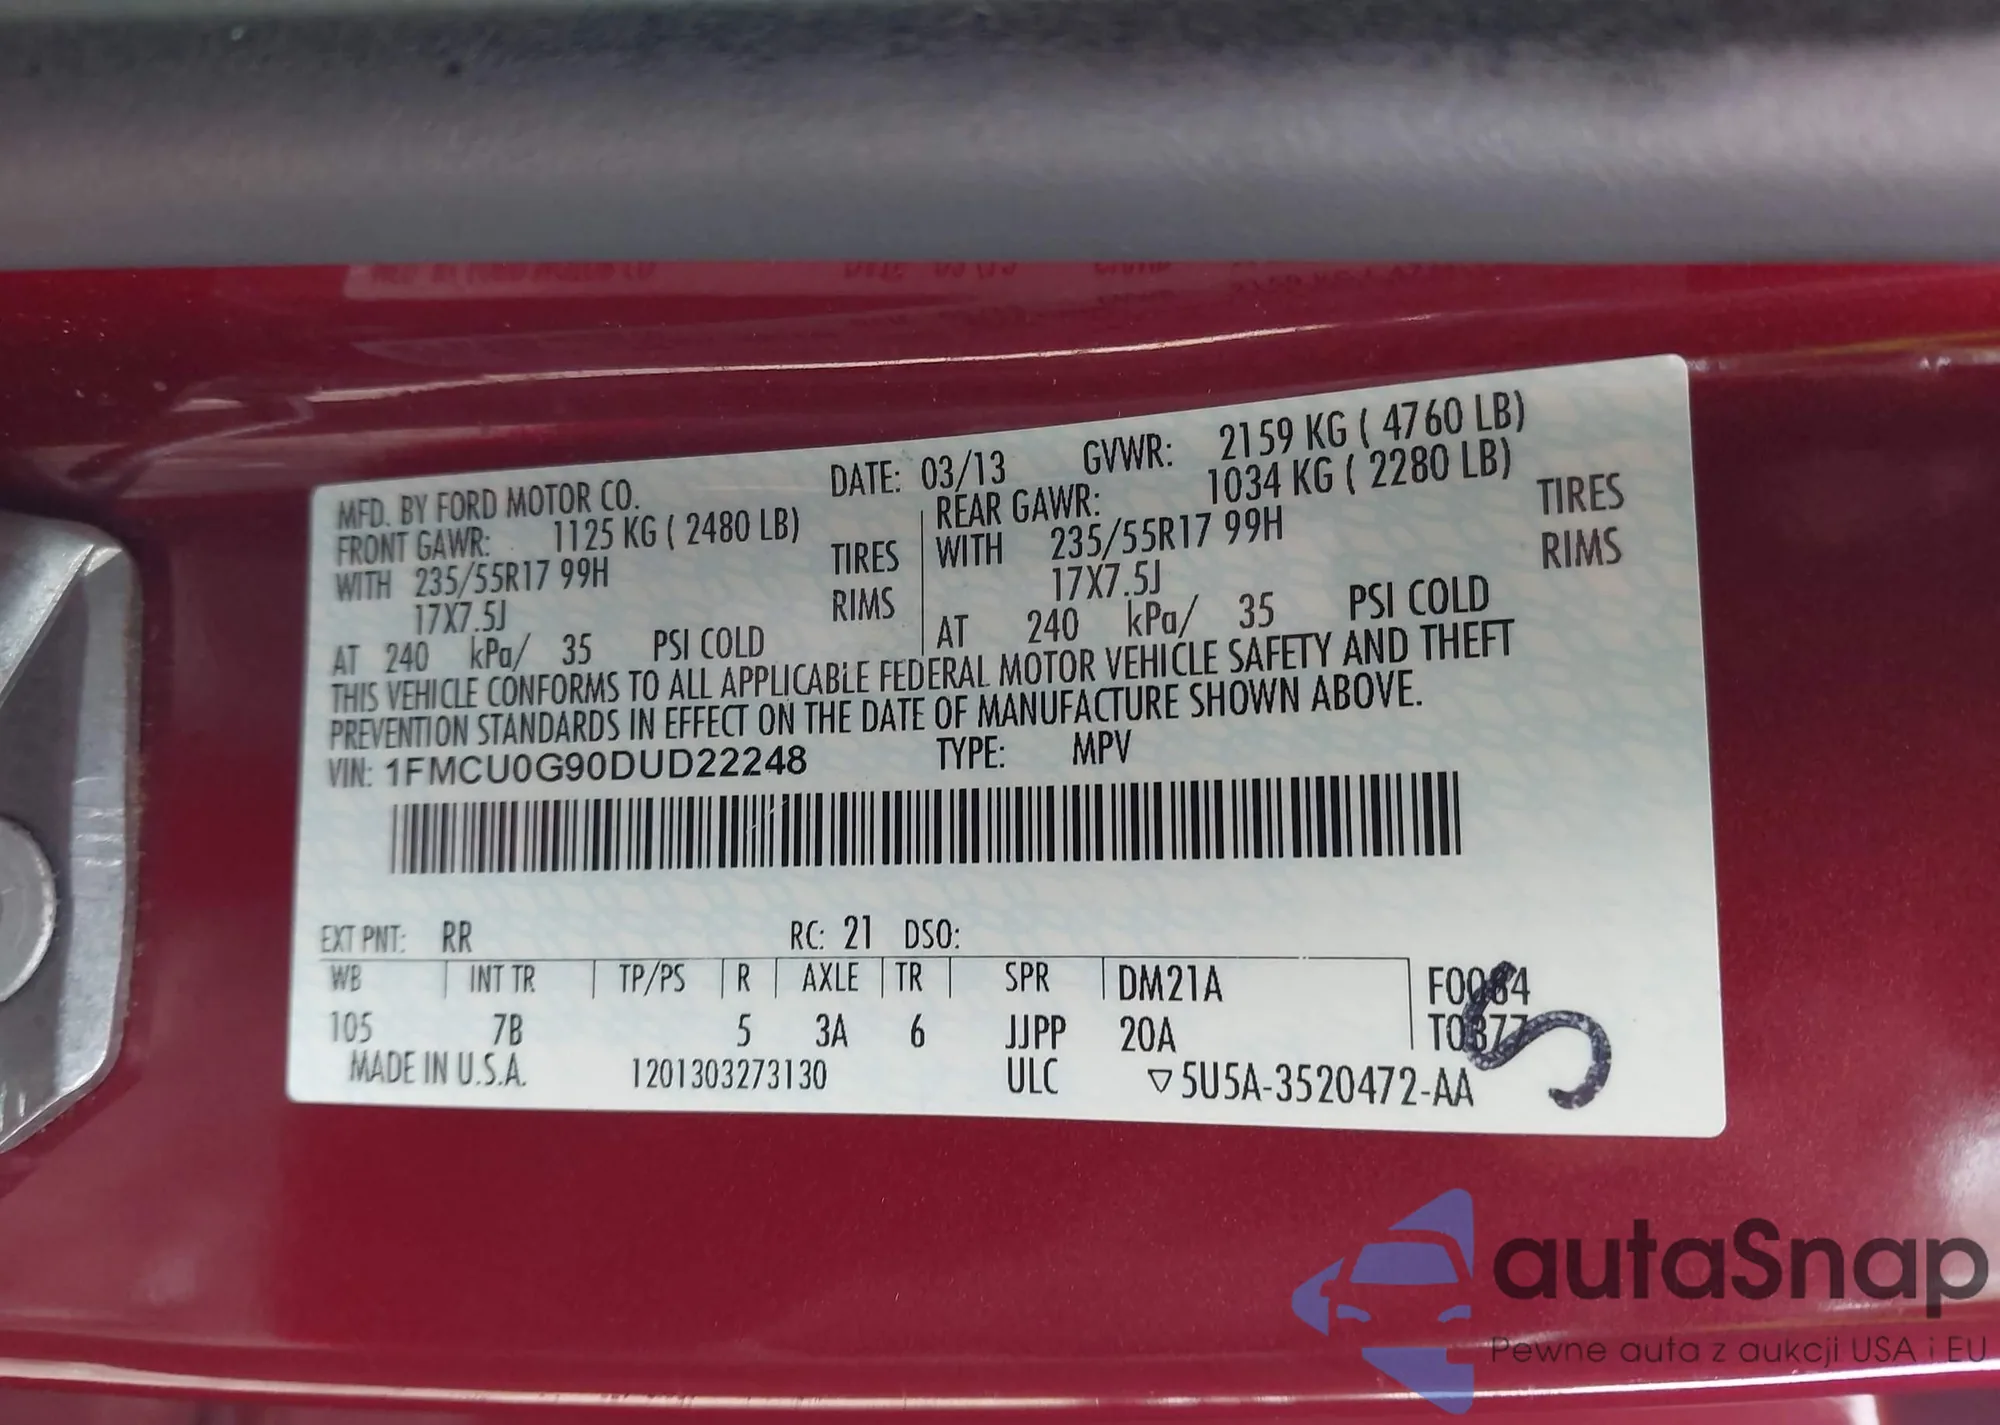 MFD. BY FORD MOTOR CO. DATE: 03/13 GVWR: 2159 KG ( 4760 LB)
FRONT GAWR: 1125 KG ( 2480 LB) REAR GAWR: 1034 KG ( 2280 LB)
WITH 235/55R17 99H TIRES WITH 235/55R17 99H TIRES
17X7.5J RIMS 17X7.5J RIMS
AT 240 kPa/ 35 PSI COLD AT 240 kPa/ 35 PSI COLD
THIS VEHICLE CONFORMS TO ALL APPLICABLE FEDERAL MOTOR VEHICLE SAFETY AND THEFT
PREVENTION STANDARDS IN EFFECT ON THE DATE OF MANUFACTURE SHOWN ABOVE.
VIN: 1FMCU0G90DUD22248 TYPE: MPV
EXT PNT: RR RC: 21 DSO:
WB INT TR TP/PS R AXLE TR SPR DM21A
105 7B 5 3A 6 JJPP 20A
MADE IN U.S.A. 1201303273130 ULC ▽5U5A-3520472-AA
autaSnap
Pewne auta z aukcji USA i EU